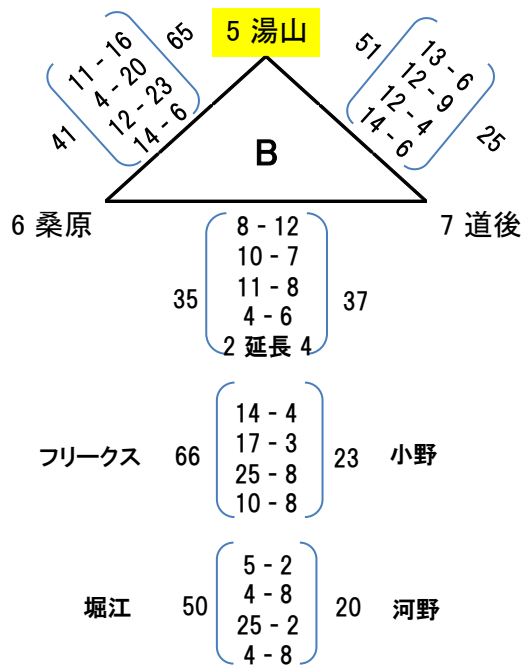 5 湯山
65
11 - 16
4 - 20
12 - 23
14 - 6
41
51
13 - 6
12 - 9
12 - 4
14 - 6
25
B
6 桑原
7 道後
8 - 12
10 - 7
11 - 8
4 - 6
2 延長 4
35
37
フリークス 66
14 - 4
17 - 3
25 - 8
10 - 8
23 小野
堀江 50
5 - 2
4 - 8
25 - 2
4 - 8
20 河野